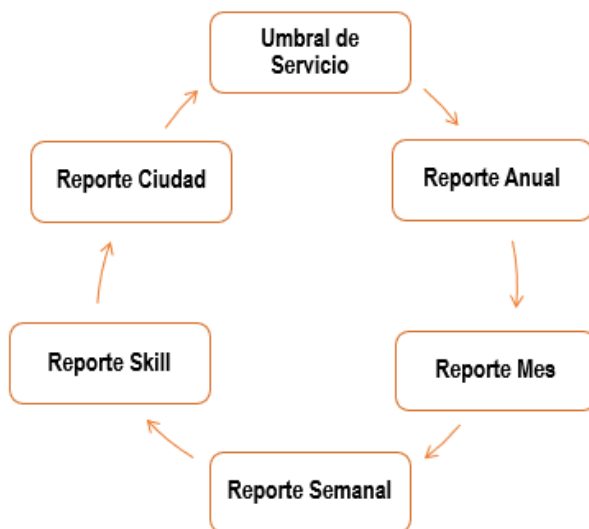 Umbral de
Servicio
Reporte Anual
Reporte Mes
Reporte Semanal
Reporte Skill
Reporte Ciudad